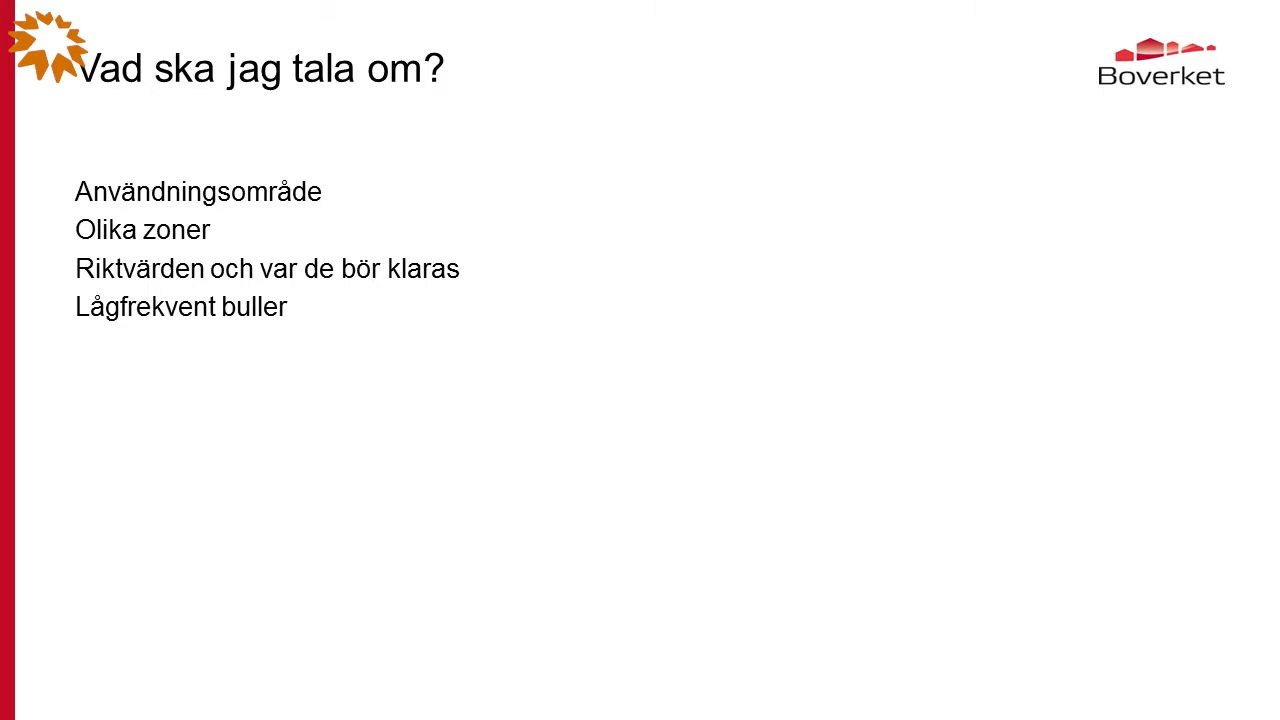 Vad ska jag tala om?
Boverket
Användningsområde
Olika zoner
Riktvärden och var de bör klaras
Lågfrekvent buller